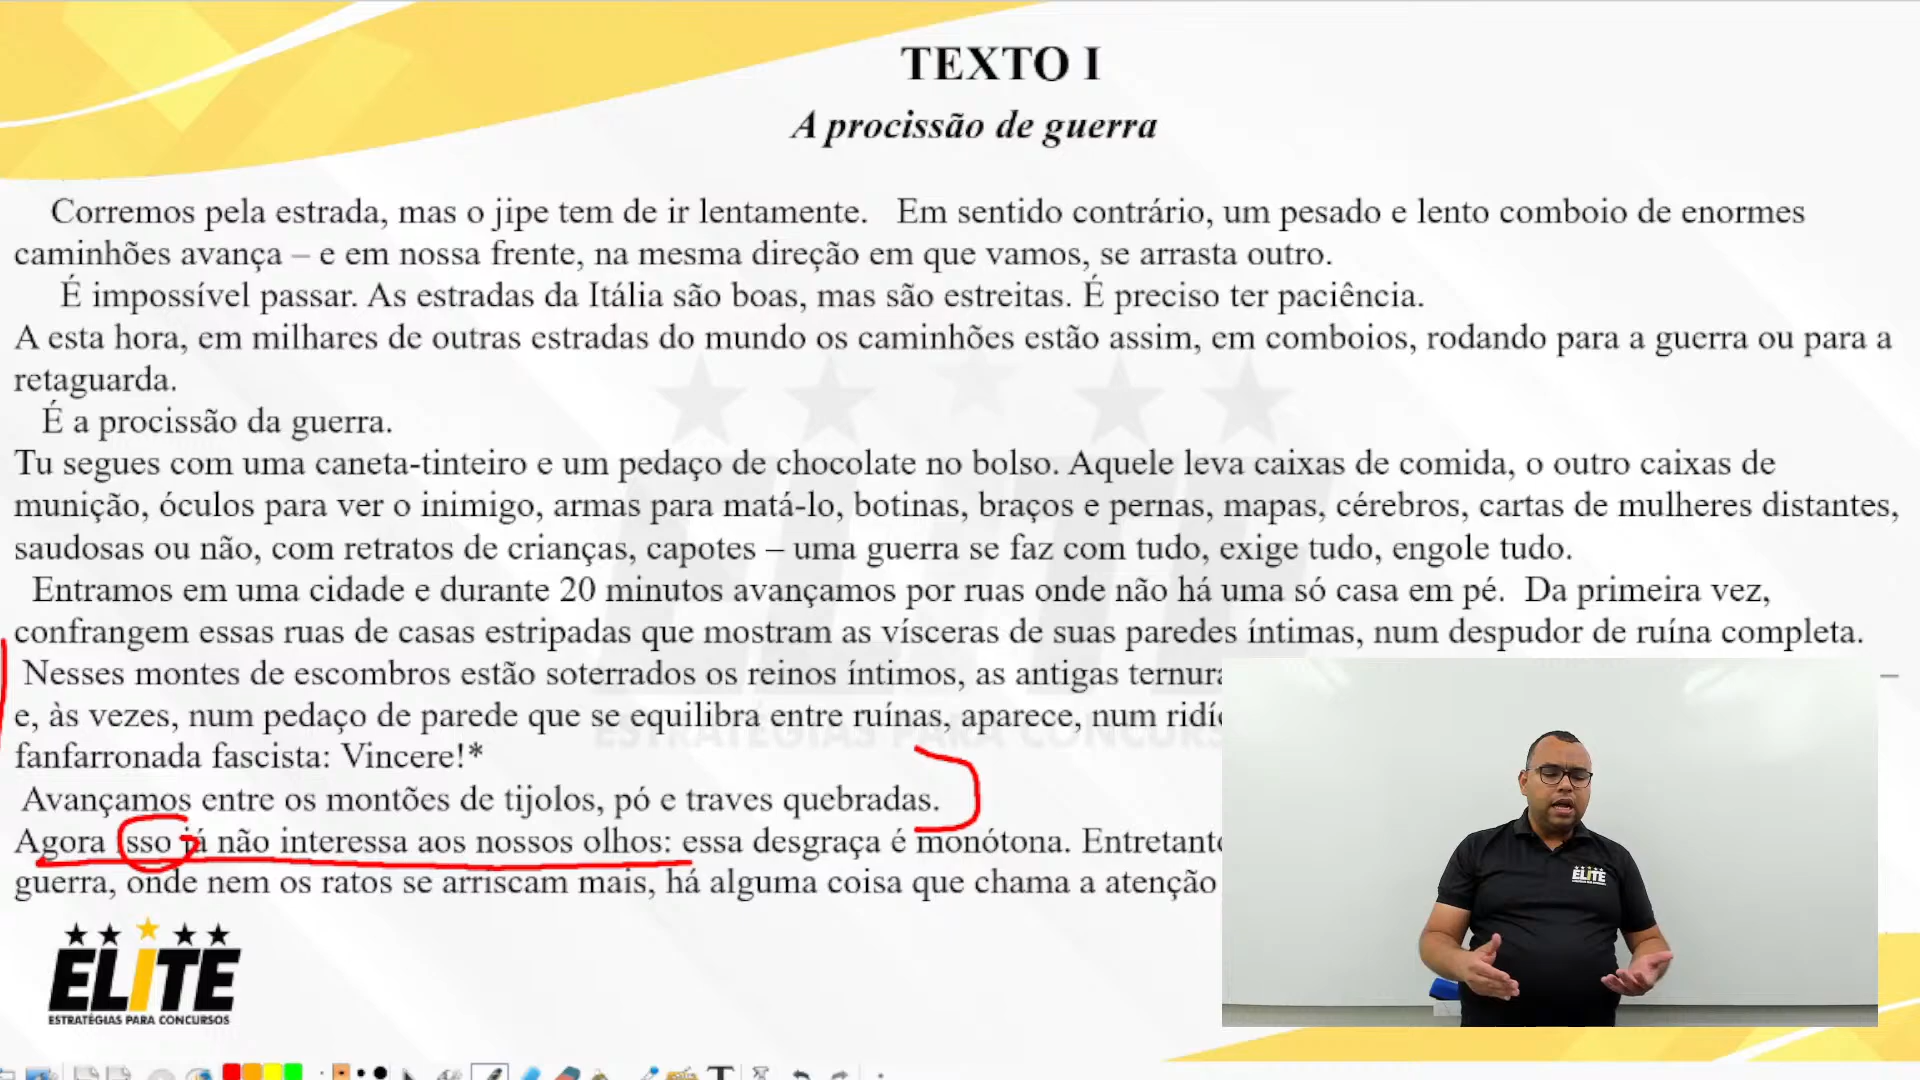 TEXTO I
A procissão de guerra
Corremos pela estrada, mas o jipe tem de ir lentamente. Em sentido contrário, um pesado e lento comboio de enormes
caminhões avança – e em nossa frente, na mesma direção em que vamos, se arrasta outro.
É impossível passar. As estradas da Itália são boas, mas são estreitas. É preciso ter paciência.
A esta hora, em milhares de outras estradas do mundo os caminhões estão assim, em comboios, rodando para a guerra ou para a
retaguarda.
É a procissão da guerra.
Tu segues com uma caneta-tinteiro e um pedaço de chocolate no bolso. Aquele leva caixas de comida, o outro caixas de
munição, óculos para ver o inimigo, armas para matá-lo, botinas, braços e pernas, mapas, cérebros, cartas de mulheres distantes,
saudosas ou não, com retratos de crianças, capotes – uma guerra se faz com tudo, exige tudo, engole tudo.
Entramos em uma cidade e durante 20 minutos avançamos por ruas onde não há uma só casa em pé. Da primeira vez,
confrangem essas ruas de casas estripadas que mostram as vísceras de suas paredes íntimas, num despudor de ruína completa.
Nesses montes de escombros estão soterrados os reinos íntimos, as antigas –
e, às vezes, num pedaço de parede que se equilibra entre ruínas, aparece, num
fanfarronada fascista: Vincere!*
Avançamos entre os montões de tijolos, pó e traves quebradas.
Agora isso já não interessa aos nossos olhos: essa desgraça é monótona.
guerra, onde nem os ratos se arriscam mais, há alguma coisa que chama a atenção
ELITE
ESTRATÉGIAS PARA CONCURSOS
ELITE